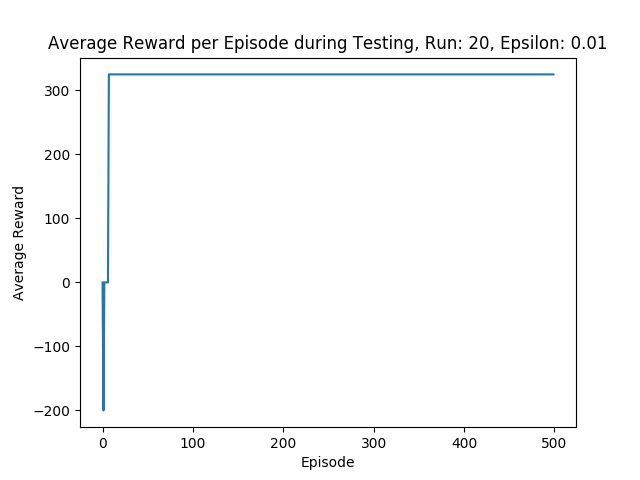 Average Reward per Episode during Testing, Run: 20, Epsilon: 0.01
Average Reward
300
200
100
0
−100
−200
0 100 200 300 400 500
Episode